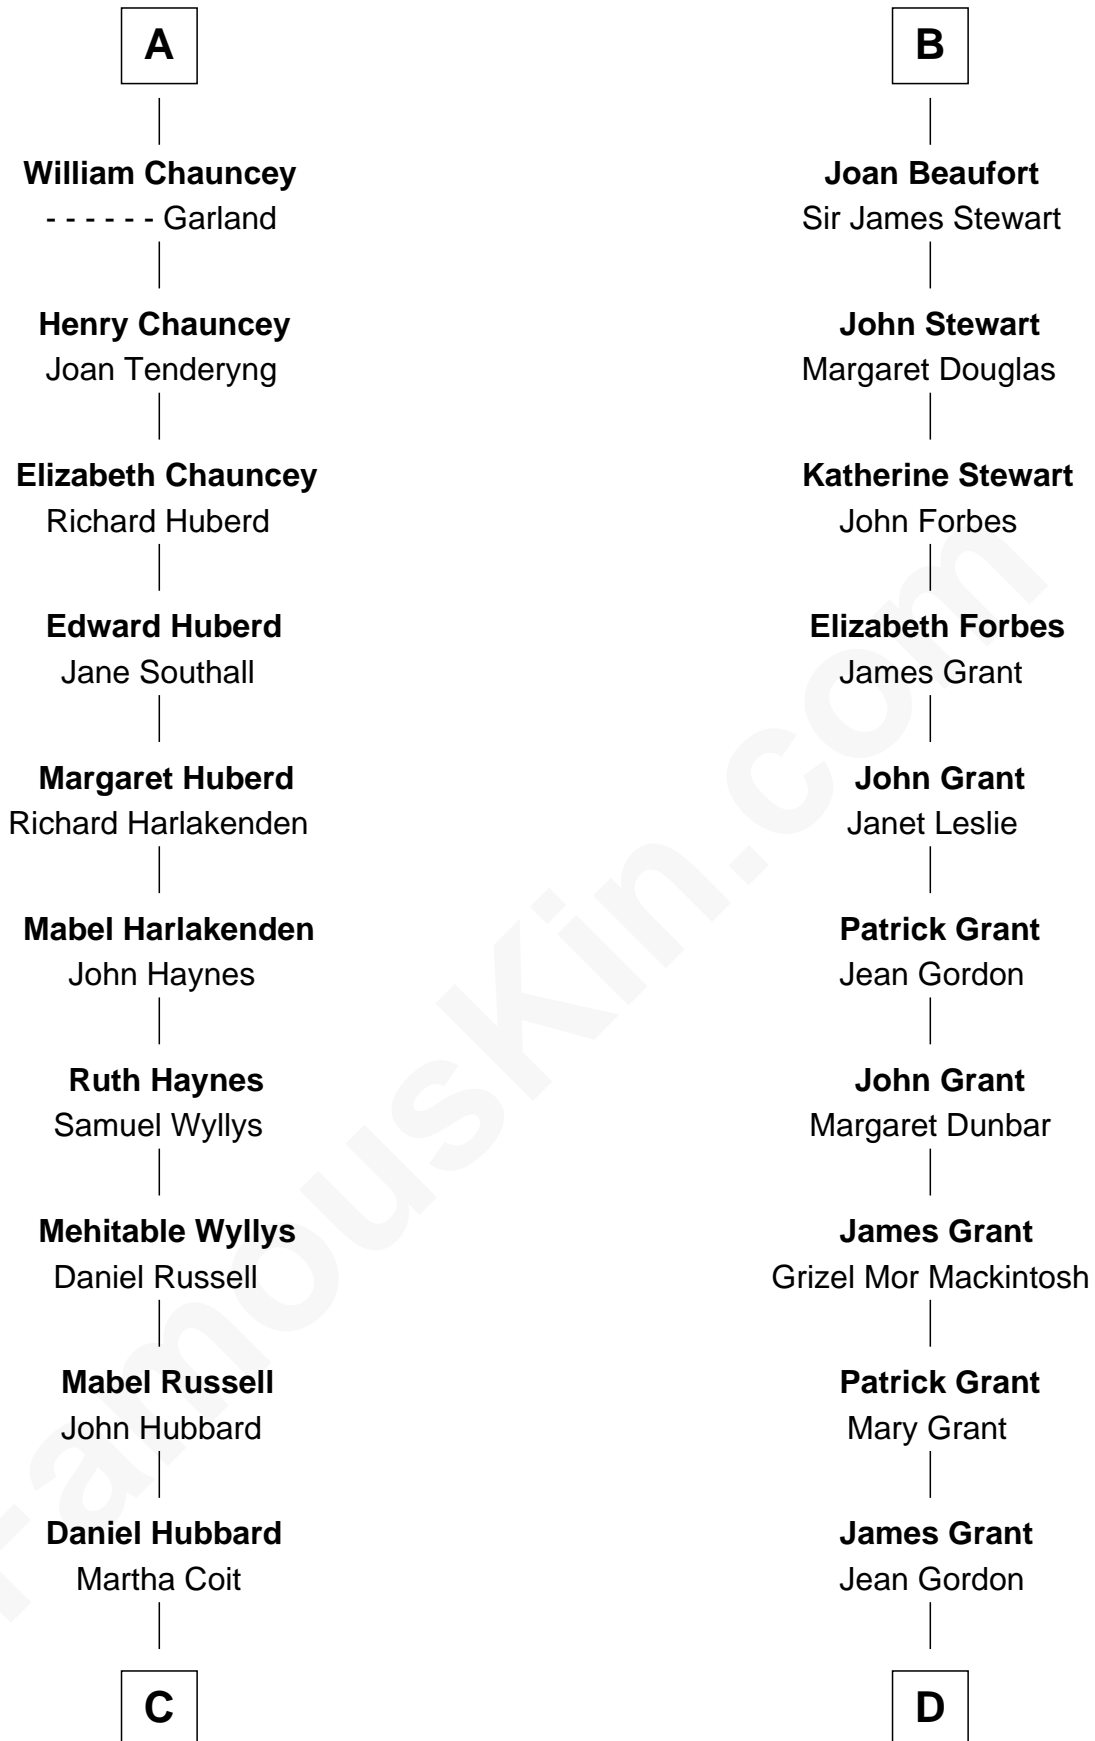 A
William Chauncey
- - - - - - Garland
Henry Chauncey
Joan Tenderyng
Elizabeth Chauncey
Richard Huberd
Edward Huberd
Jane Southall
Margaret Huberd
Richard Harlakenden
Mabel Harlakenden
John Haynes
Ruth Haynes
Samuel Wyllys
Mehitable Wyllys
Daniel Russell
Mabel Russell
John Hubbard
Daniel Hubbard
Martha Coit
C
B
Joan Beaufort
Sir James Stewart
John Stewart
Margaret Douglas
Katherine Stewart
John Forbes
Elizabeth Forbes
James Grant
John Grant
Janet Leslie
Patrick Grant
Jean Gordon
John Grant
Margaret Dunbar
James Grant
Grizel Mor Mackintosh
Patrick Grant
Mary Grant
James Grant
Jean Gordon
D
FamousKin.com